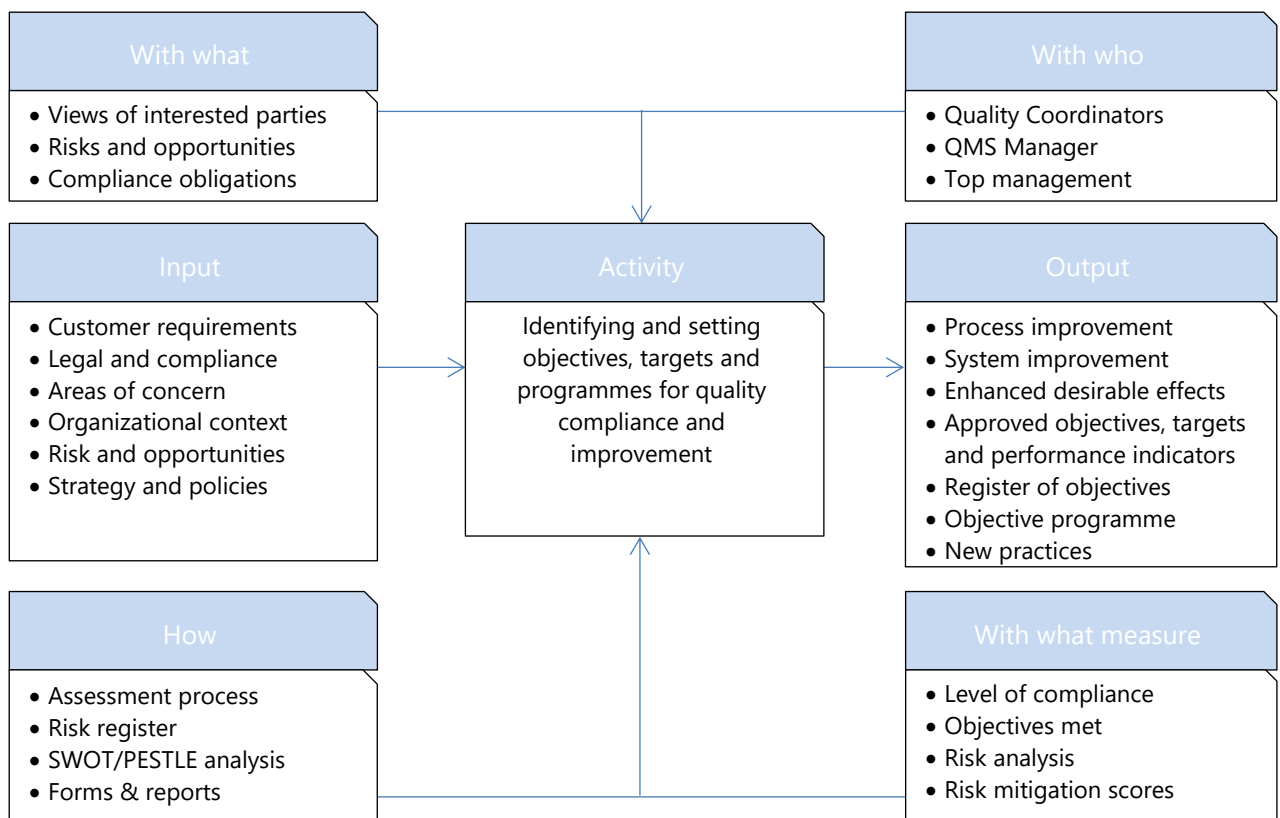 With what
• Views of interested parties
• Risks and opportunities
• Compliance obligations
With who
• Quality Coordinators
• QMS Manager
• Top management
Input
• Customer requirements
• Legal and compliance
• Areas of concern
• Organizational context
• Risk and opportunities
• Strategy and policies
Activity
Identifying and setting
objectives, targets and
programmes for quality
compliance and
improvement
Output
• Process improvement
• System improvement
• Enhanced desirable effects
• Approved objectives, targets
and performance indicators
• Register of objectives
• Objective programme
• New practices
How
• Assessment process
• Risk register
• SWOT/PESTLE analysis
• Forms & reports
With what measure
• Level of compliance
• Objectives met
• Risk analysis
• Risk mitigation scores